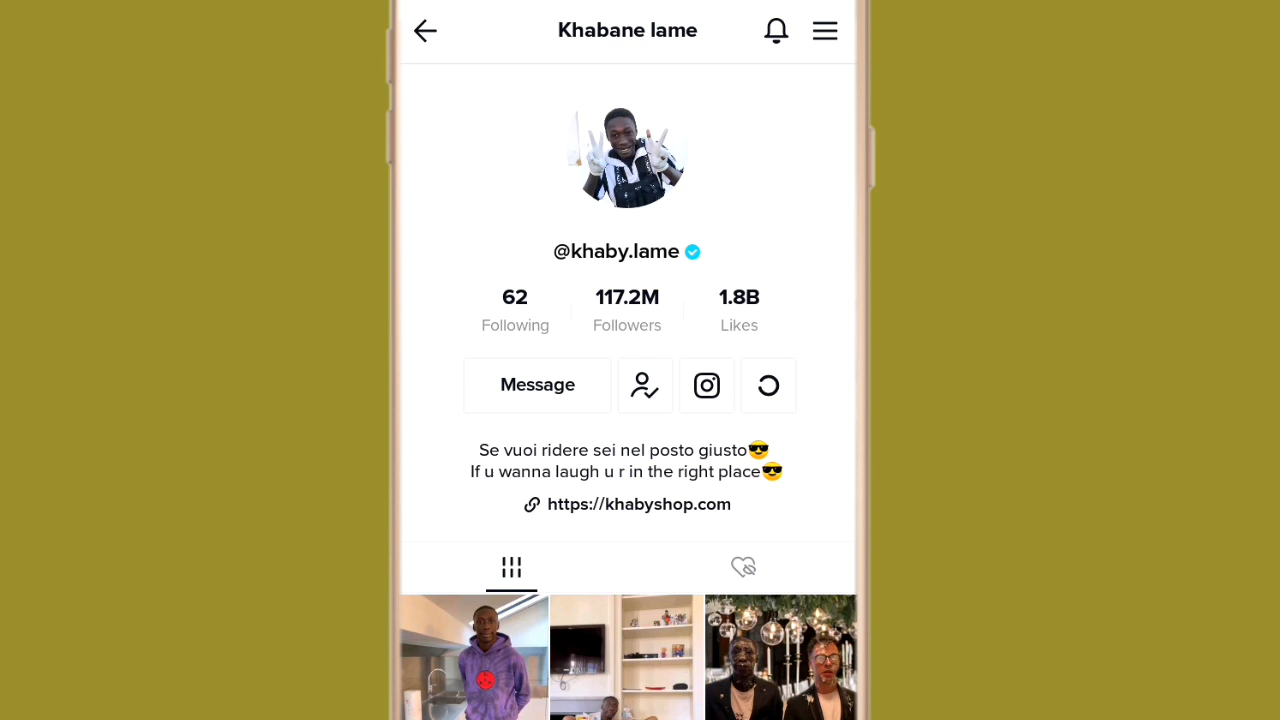 Khabane lame
@khaby.lame
62 117.2M 1.8B
Following Followers Likes
Message
Se vuoi ridere sei nel posto giusto😎
If u wanna laugh u r in the right place😎
https://khabyshop.com